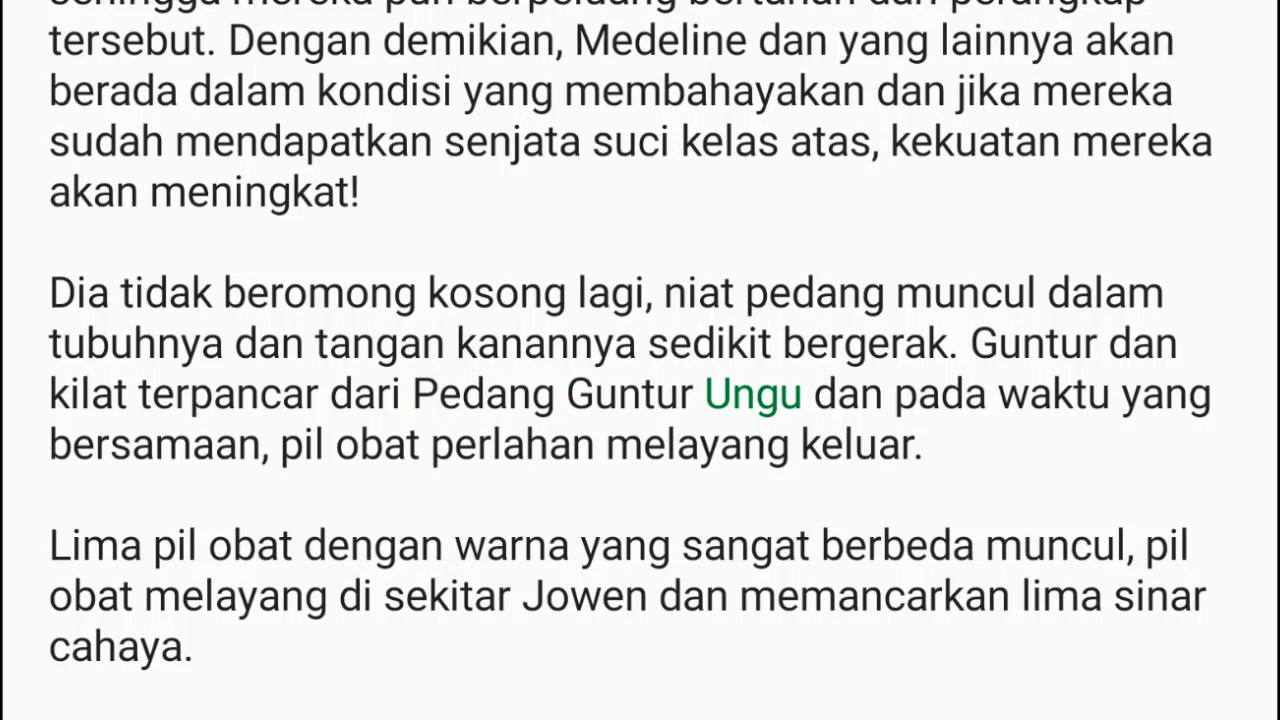 tersebut. Dengan demikian, Medeline dan yang lainnya akan
berada dalam kondisi yang membahayakan dan jika mereka
sudah mendapatkan senjata suci kelas atas, kekuatan mereka
akan meningkat!
Dia tidak beromong kosong lagi, niat pedang muncul dalam
tubuhnya dan tangan kanannya sedikit bergerak. Guntur dan
kilat terpancar dari Pedang Guntur Ungu dan pada waktu yang
bersamaan, pil obat perlahan melayang keluar.
Lima pil obat dengan warna yang sangat berbeda muncul, pil
obat melayang di sekitar Jowen dan memancarkan lima sinar
cahaya.